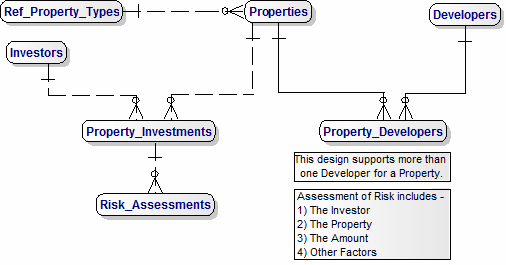 Ref_Property_Types
Properties
Developers
Investors
Property_Investments
Property_Developers
This design supports more than
one Developer for a Property.
Risk_Assessments
Assessment of Risk includes -
1) The Investor
2) The Property
3) The Amount
4) Other Factors